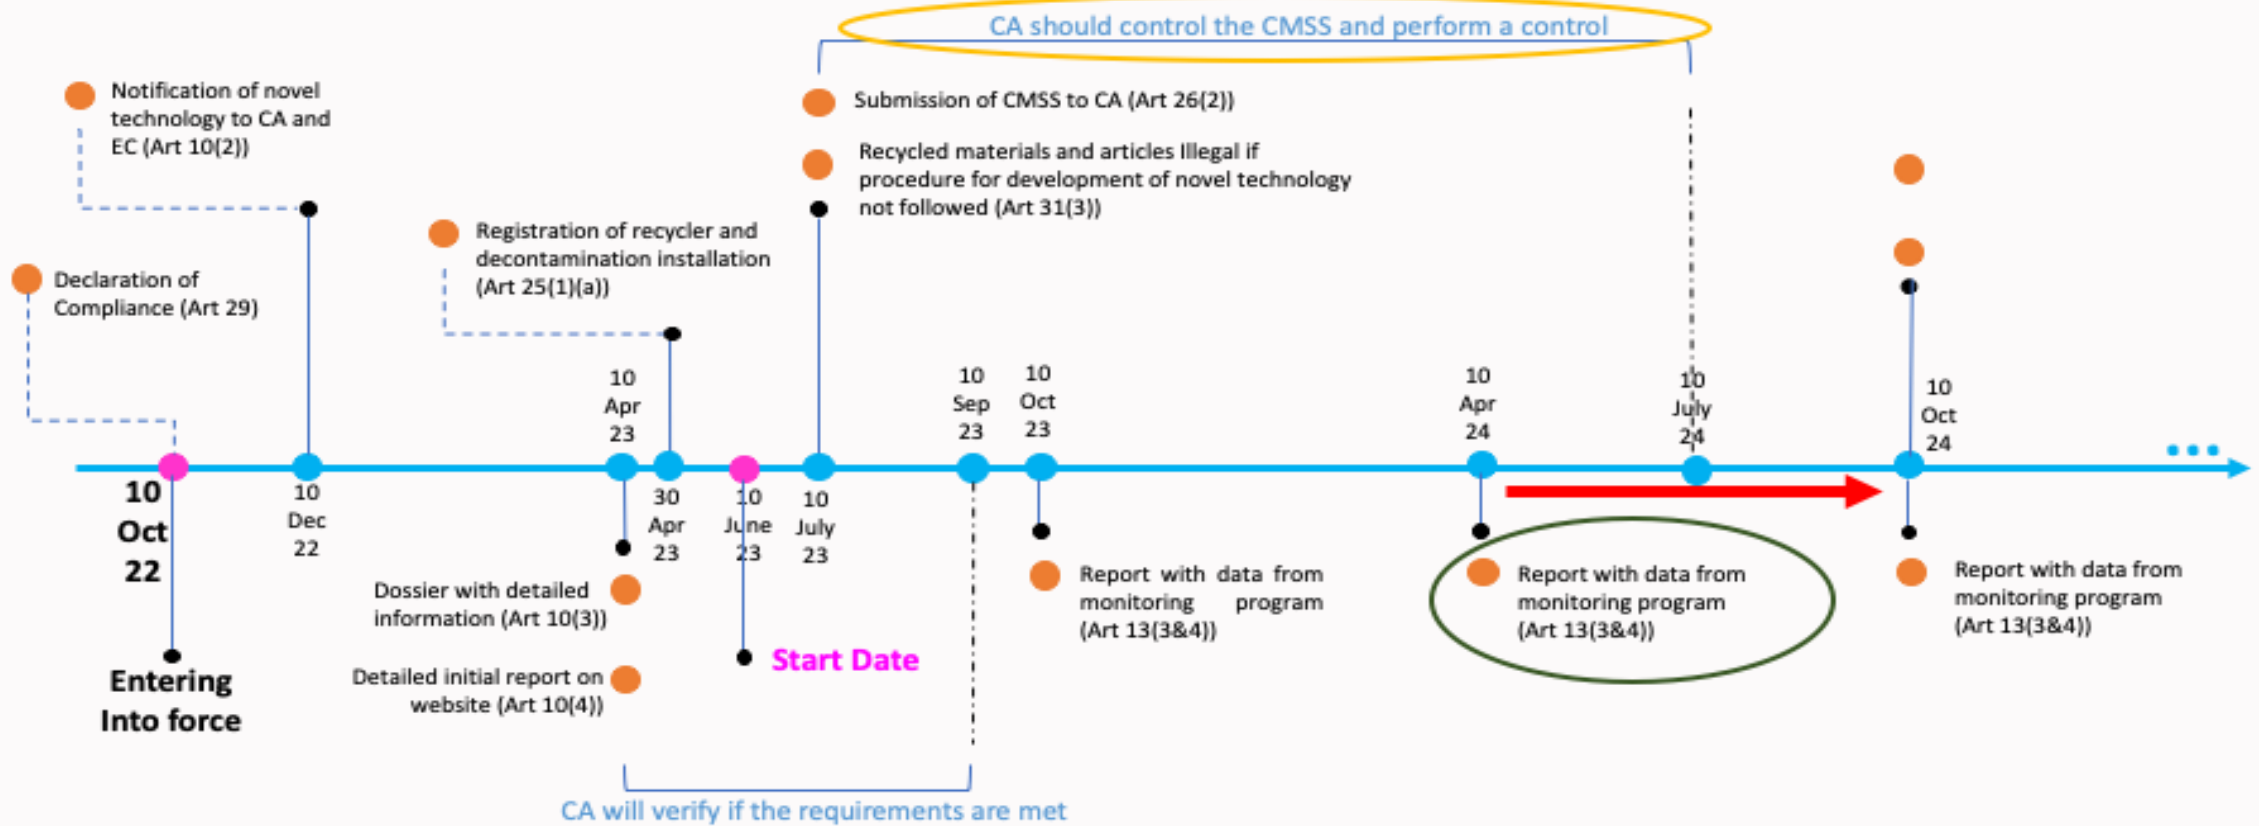 CA should control the CMSS and perform a control
Notification of novel
technology to CA and
EC (Art 10(2))
Submission of CMSS to CA (Art 26(2))
Recycled materials and articles Illegal if
procedure for development of novel technology
not followed (Art 31(3))
Registration of recycler and
decontamination installation
(Art 25(1)(a))
Declaration of
Compliance (Art 29)
10
Apr
23
10
Sep
23
10
Oct
23
10
Apr
24
10
July
24
10
Oct
24
...
10
Oct
22
10
Dec
22
30
Apr
23
10
June
23
10
July
23
Dossier with detailed
information (Art 10(3))
Detailed initial report on
website (Art 10(4))
Report with data from
monitoring program
(Art 13(3&4))
Report with data from
monitoring program
(Art 13(3&4))
Report with data from
monitoring program
(Art 13(3&4))
Entering
Into force
Start Date
CA will verify if the requirements are met